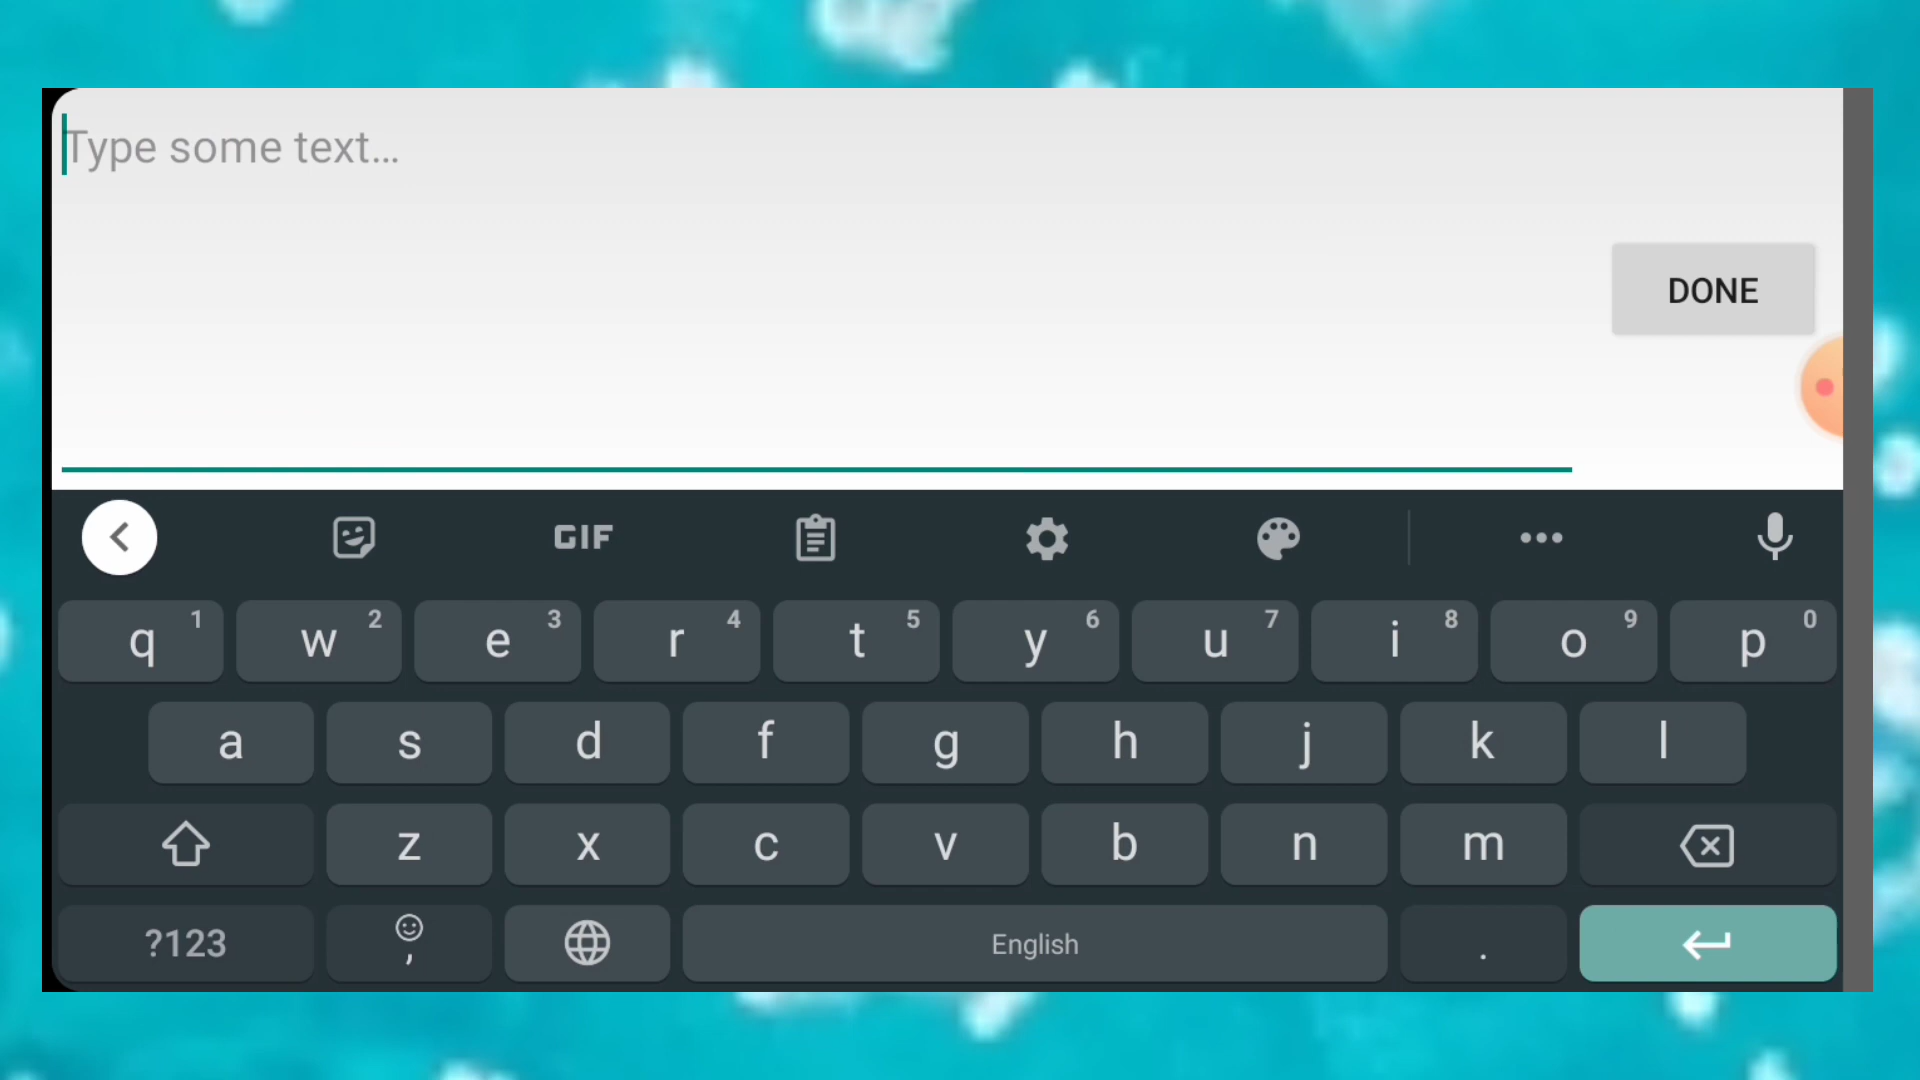 Type some text...
DONE
GIF
q 1 w 2 e 3 r 4 t 5 y 6 u 7 i 8 o 9 p 0
a s d f g h j k l
z x c v b n m
?123 , English .